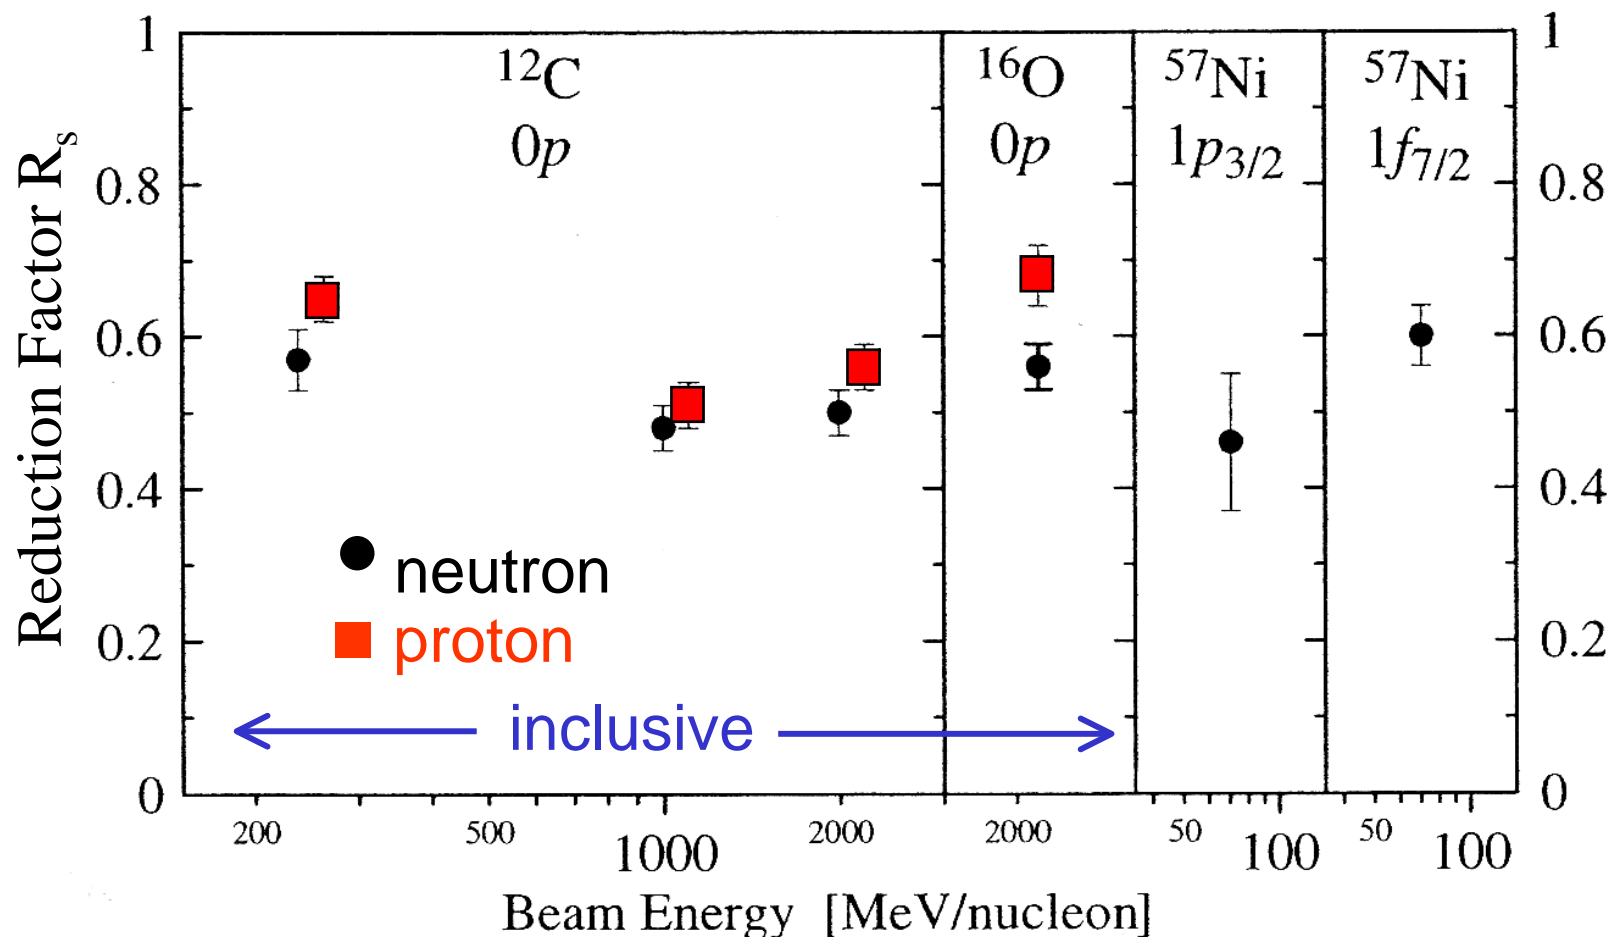 Reduction Factor Rₛ
1
0.8
0.6
0.4
0.2
0
¹²C
0p
¹⁶O
0p
⁵⁷Ni
1p₃/₂
⁵⁷Ni
1f₇/₂
1
0.8
0.6
0.4
0.2
0
neutron
proton
inclusive
200 500 1000 2000 2000 50 100 50 100
Beam Energy [MeV/nucleon]